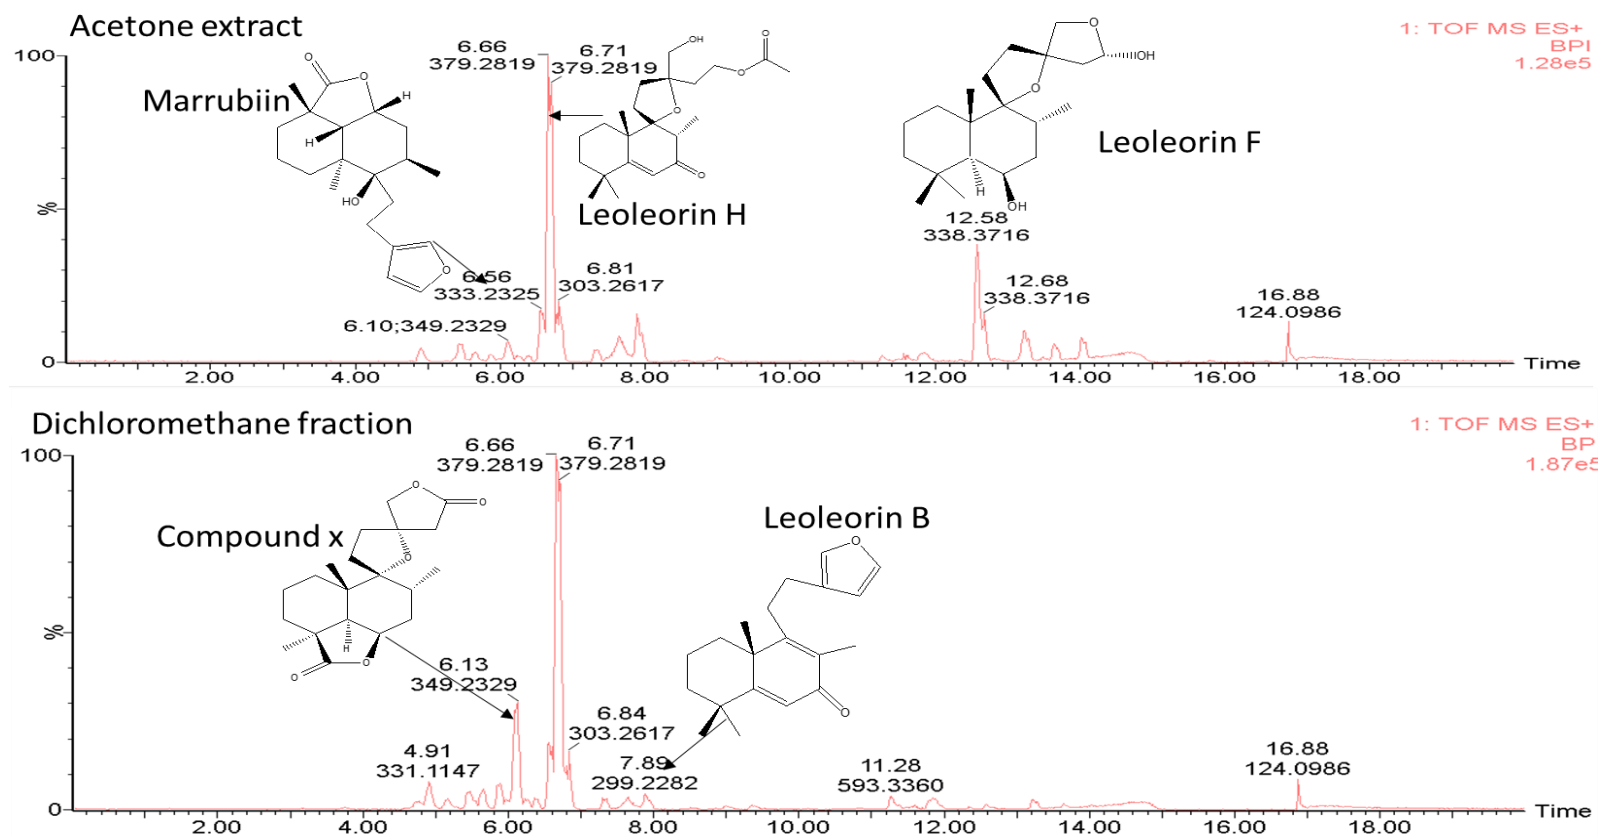 Acetone extract
1: TOF MS ES+
BPI
1.28e5
100
%
0
Marrubiin
O
O
H
H
HO
O
6.66
379.2819
6.71
379.2819
OH
O
O
O
O
Leoleorin H
O
OH
O
H
OH
Leoleorin F
6.56
333.2325
6.81
303.2617
6.10;349.2329
12.58
338.3716
12.68
338.3716
16.88
124.0986
2.00
4.00
6.00
8.00
10.00
12.00
14.00
16.00
18.00
Time
Dichloromethane fraction
1: TOF MS ES+
BP
1.87e5
100
%
0
6.66
379.2819
6.71
379.2819
Compound x
O
O
O
H
O
O
Leoleorin B
O
O
6.13
349.2329
6.84
303.2617
4.91
331.1147
7.89
299.2282
11.28
593.3360
16.88
124.0986
2.00
4.00
6.00
8.00
10.00
12.00
14.00
16.00
18.00
Time